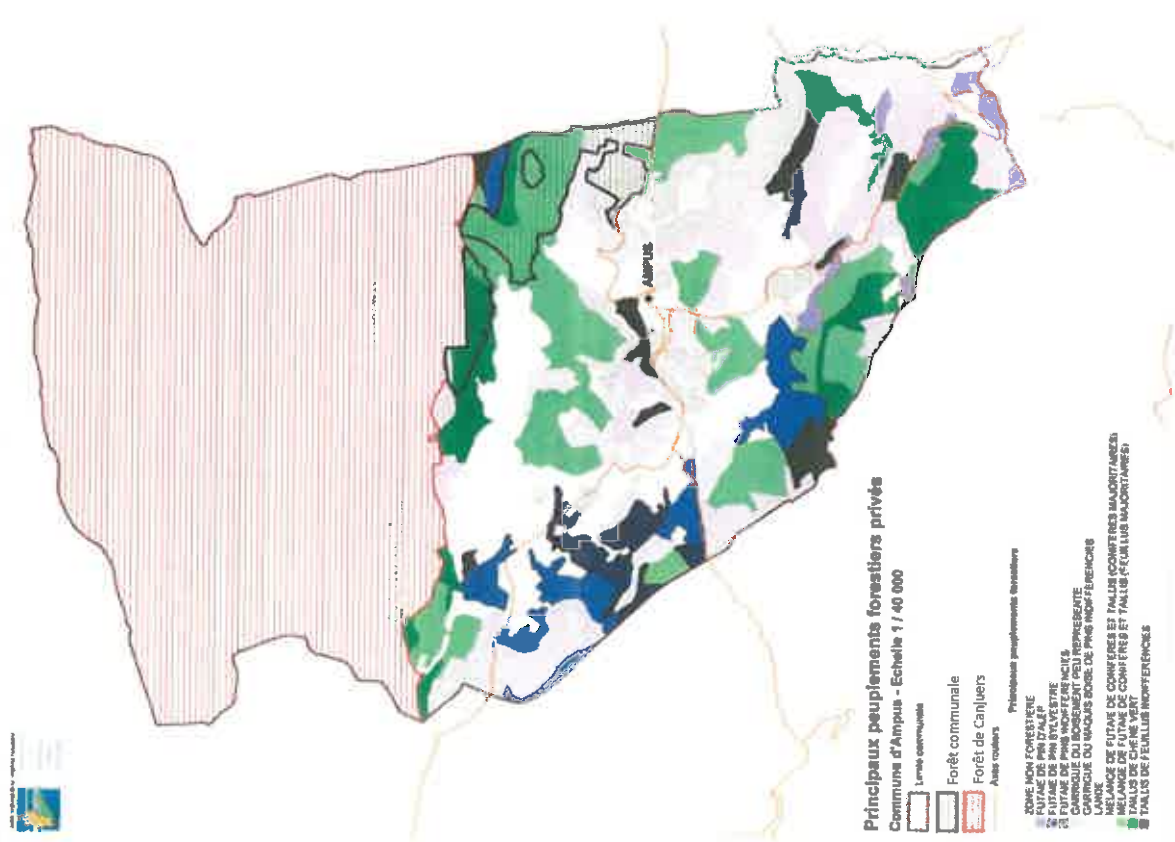 AMPUS
Principaux peuplements forestiers privés
Commune d'Ampus - Echelle 1 / 40 000
Limite communale
Forêt communale
Forêt de Canjuers
Axes routiers
Principaux peuplements forestiers
ZONE NON FORESTIERE
FUTAIE DE PIN D'ALEP
FUTAIE DE PIN SYLVESTRE
FUTAIE DE PINS INDIFFERENCIES
GARRIGUE OU BOISEMENT PEU REPRESENTE
GARRIGUE OU MAQUIS BOISE DE PINS INDIFFERENCIES
LANDE
MELANGE DE FUTAIE DE CONIFERES ET TAILLIS (CONIFERES MAJORITAIRES)
MELANGE DE FUTAIE DE CONIFERES ET TAILLIS (FEUILLUS MAJORITAIRES)
TAILLIS DE CHENE VERT
TAILLIS DE FEUILLUS INDIFFERENCIES